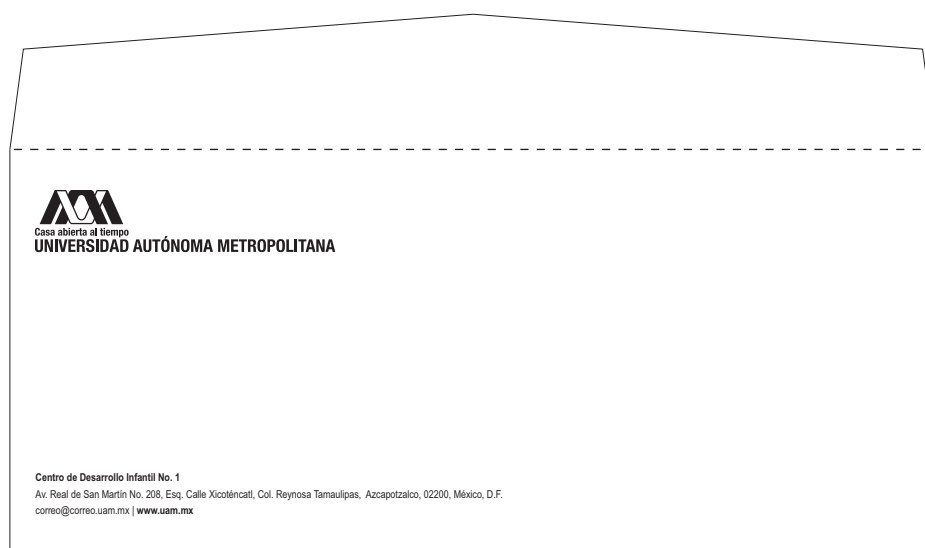 Casa abierta al tiempo
UNIVERSIDAD AUTÓNOMA METROPOLITANA
Centro de Desarrollo Infantil No. 1
Av. Real de San Martín No. 208, Esq. Calle Xicoténcatl, Col. Reynosa Tamaulipas, Azcapotzalco, 02200, México, D.F.
correo@correo.uam.mx | www.uam.mx